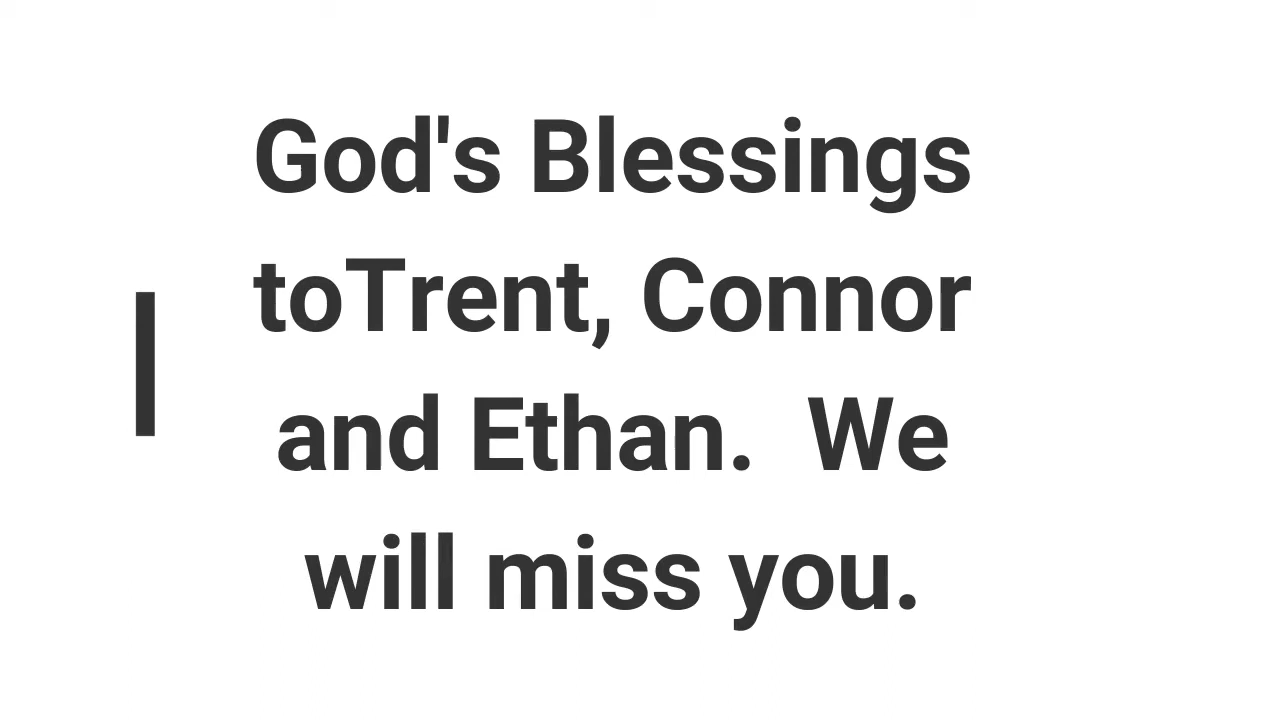 God's Blessings
toTrent, Connor
and Ethan.  We
will miss you.